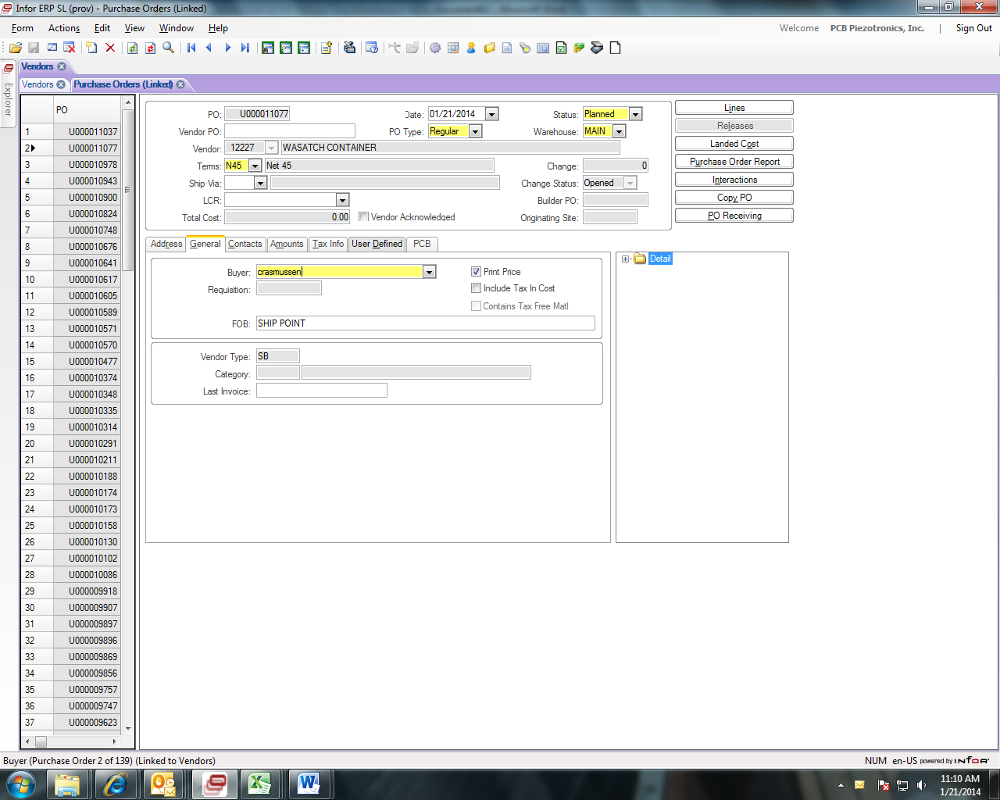 Infor ERP SL (prov) - Purchase Orders (Linked)
Form Actions Edit View Window Help
Welcome PCB Piezotronics, Inc. | Sign Out
Vendors
Vendors Purchase Orders (Linked)
Explorer
PO
1 U000011037
2 U000011077
3 U000010978
4 U000010943
5 U000010900
6 U000010824
7 U000010748
8 U000010676
9 U000010641
10 U000010617
11 U000010605
12 U000010589
13 U000010571
14 U000010570
15 U000010477
16 U000010374
17 U000010348
18 U000010335
19 U000010314
20 U000010291
21 U000010211
22 U000010188
23 U000010174
24 U000010173
25 U000010158
26 U000010130
27 U000010102
28 U000010086
29 U000009918
30 U000009907
31 U000009897
32 U000009896
33 U000009869
34 U000009856
35 U000009757
36 U000009747
37 U000009623
PO: U000011077 Date: 01/21/2014 Status: Planned
Vendor PO: PO Type: Regular Warehouse: MAIN
Vendor: 12227 WASATCH CONTAINER
Terms: N45 Net 45 Change: 0
Ship Via: Change Status: Opened
LCR: Builder PO:
Total Cost: 0.00 Vendor Acknowledged Originating Site:
Lines
Releases
Landed Cost
Purchase Order Report
Interactions
Copy PO
PO Receiving
Address General Contacts Amounts Tax Info User Defined PCB
Buyer: crasmussen Print Price
Requisition: Include Tax In Cost
Contains Tax Free Matl
FOB: SHIP POINT
Vendor Type: SB
Category:
Last Invoice:
Detail
Buyer (Purchase Order 2 of 139) (Linked to Vendors)
NUM en-US powered by infor
11:10 AM
1/21/2014